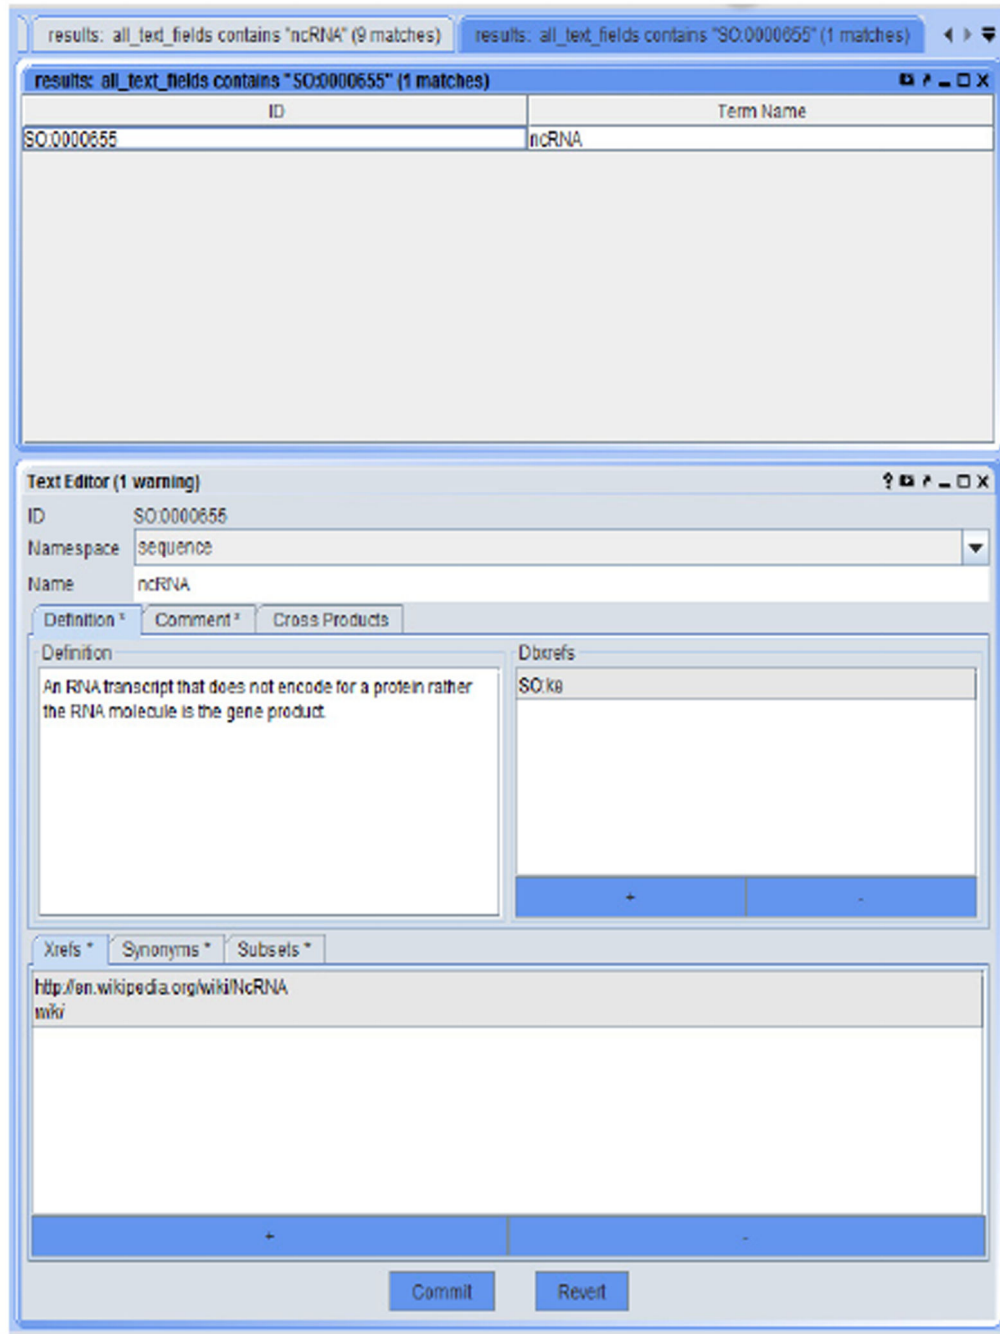 results: all_text_fields contains "ncRNA" (9 matches)
results: all_text_fields contains "SO:0000655" (1 matches)
results: all_text_fields contains "SO:0000655" (1 matches)
ID
Term Name
SO:0000655
ncRNA
Text Editor (1 warning)
ID
SO:0000655
Namespace
sequence
Name
ncRNA
Definition *
Comment *
Cross Products
Definition
An RNA transcript that does not encode for a protein rather
the RNA molecule is the gene product.
Dbxrefs
SO:ke
+
-
Xrefs *
Synonyms *
Subsets *
http://en.wikipedia.org/wiki/NcRNA
wiki
+
-
Commit
Revert